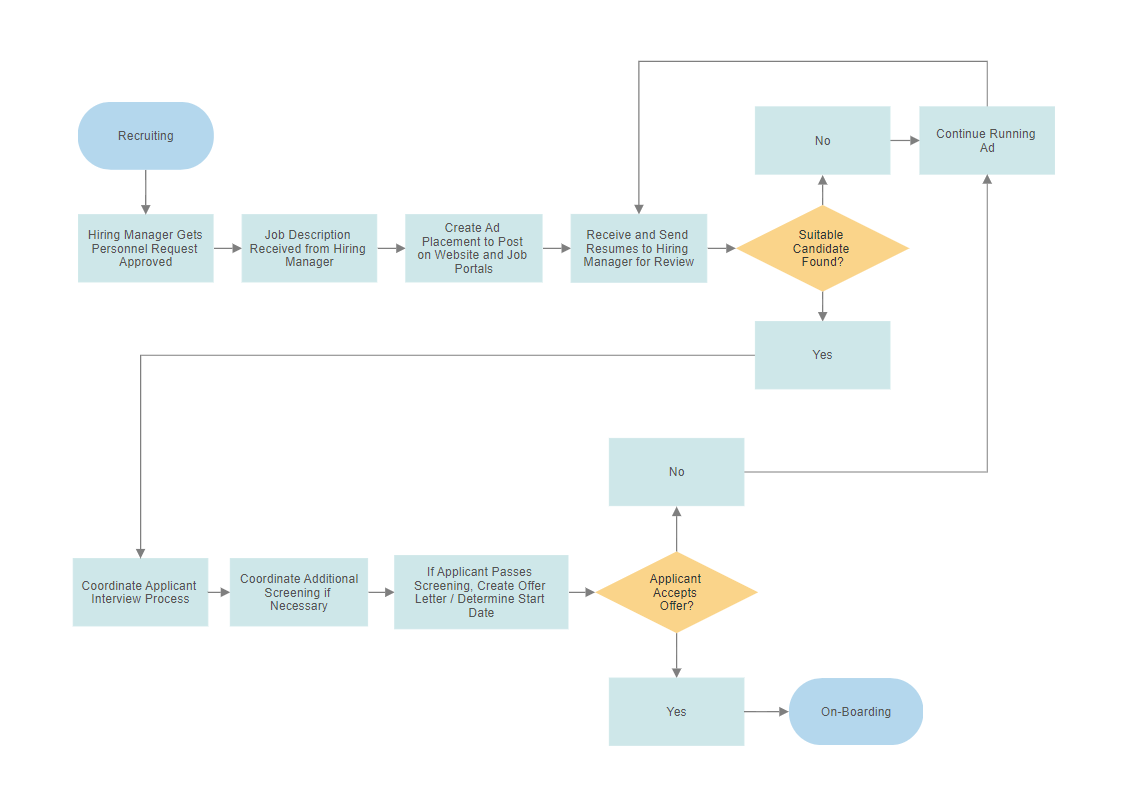 Recruiting
Hiring Manager Gets
Personnel Request
Approved
Job Description
Received from Hiring
Manager
Create Ad
Placement to Post
on Website and Job
Portals
Receive and Send
Resumes to Hiring
Manager for Review
Suitable
Candidate
Found?
No
Continue Running
Ad
Yes
Coordinate Applicant
Interview Process
Coordinate Additional
Screening if
Necessary
If Applicant Passes
Screening, Create Offer
Letter / Determine Start
Date
Applicant
Accepts
Offer?
No
Yes
On-Boarding